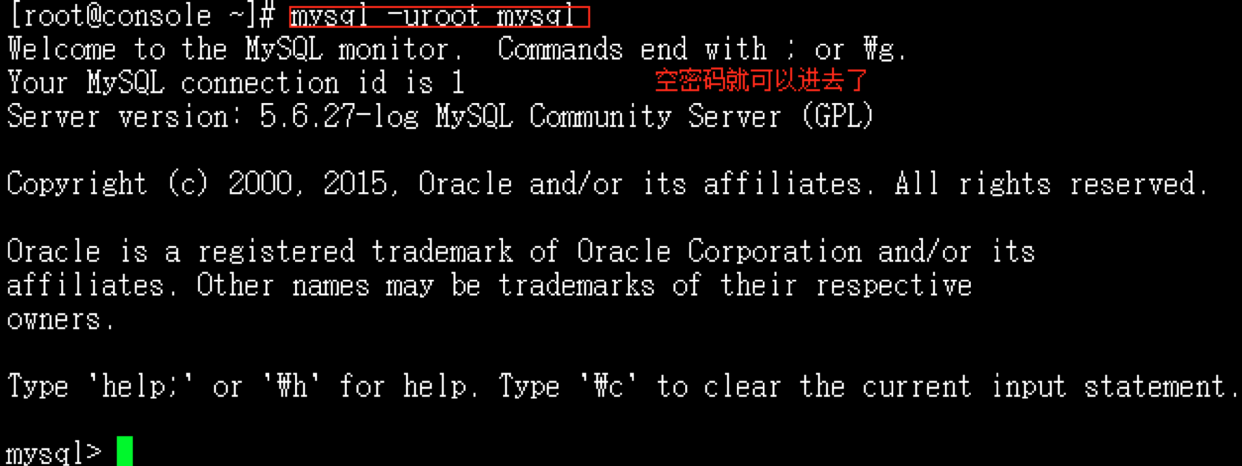 [root@console ~]# mysql -uroot mysql
Welcome to the MySQL monitor.  Commands end with ; or ₩g.
Your MySQL connection id is 1
空密码就可以进去了
Server version: 5.6.27-log MySQL Community Server (GPL)
Copyright (c) 2000, 2015, Oracle and/or its affiliates. All rights reserved.
Oracle is a registered trademark of Oracle Corporation and/or its
affiliates. Other names may be trademarks of their respective
owners.
Type 'help;' or '₩h' for help. Type '₩c' to clear the current input statement.
mysql>